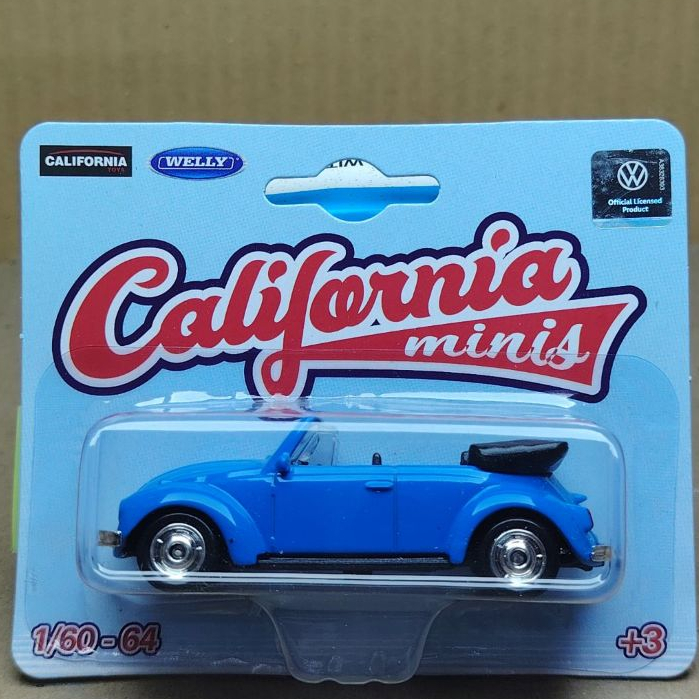 CALIFORNIA
TOYS
WELLY
Official Licensed
Product
California
minis
1/60-64
+3